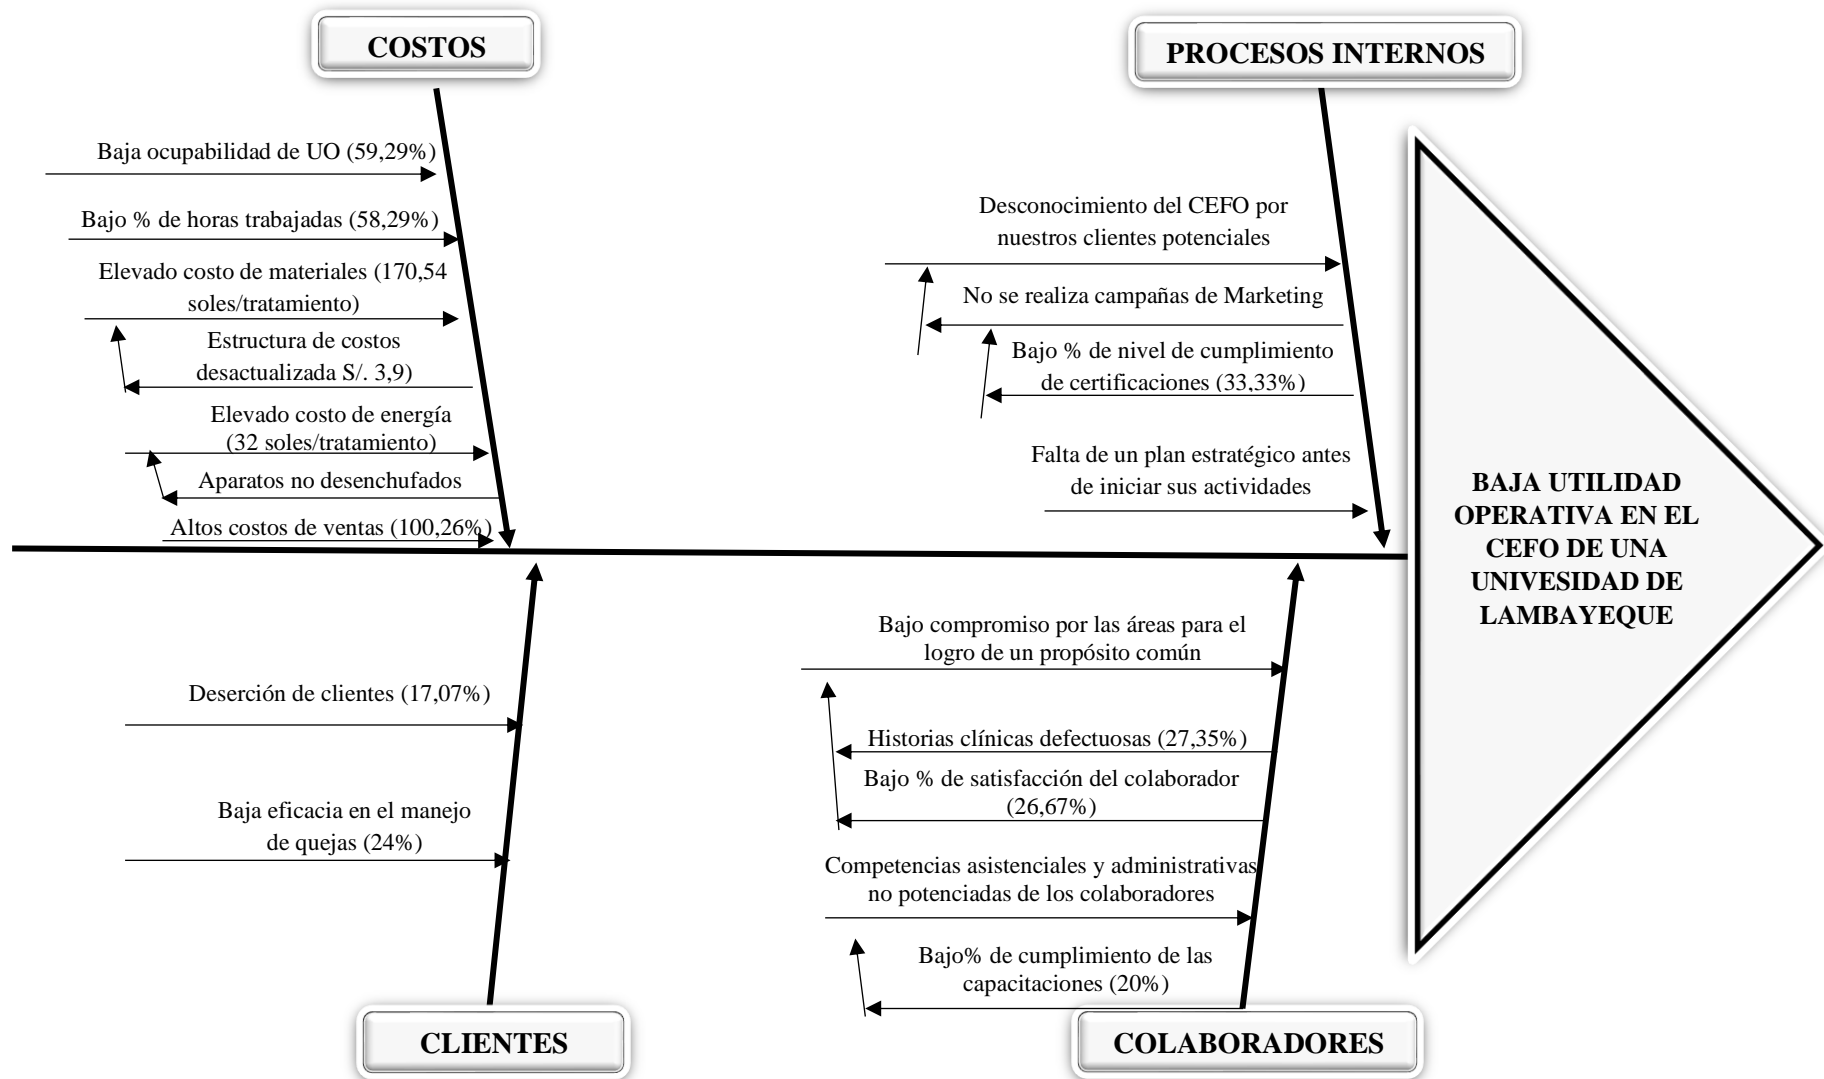 COSTOS
PROCESOS INTERNOS
Baja ocupabilidad de UO (59,29%)
Bajo % de horas trabajadas (58,29%)
Elevado costo de materiales (170,54
soles/tratamiento)
Estructura de costos
desactualizada S/. 3,9)
Elevado costo de energía
(32 soles/tratamiento)
Aparatos no desenchufados
Altos costos de ventas (100,26%)
Desconocimiento del CEFO por
nuestros clientes potenciales
No se realiza campañas de Marketing
Bajo % de nivel de cumplimiento
de certificaciones (33,33%)
Falta de un plan estratégico antes
de iniciar sus actividades
BAJA UTILIDAD
OPERATIVA EN EL
CEFO DE UNA
UNIVESIDAD DE
LAMBAYEQUE
Deserción de clientes (17,07%)
Baja eficacia en el manejo
de quejas (24%)
Bajo compromiso por las áreas para el
logro de un propósito común
Historias clínicas defectuosas (27,35%)
Bajo % de satisfacción del colaborador
(26,67%)
Competencias asistenciales y administrativas
no potenciadas de los colaboradores
Bajo% de cumplimiento de las
capacitaciones (20%)
CLIENTES
COLABORADORES